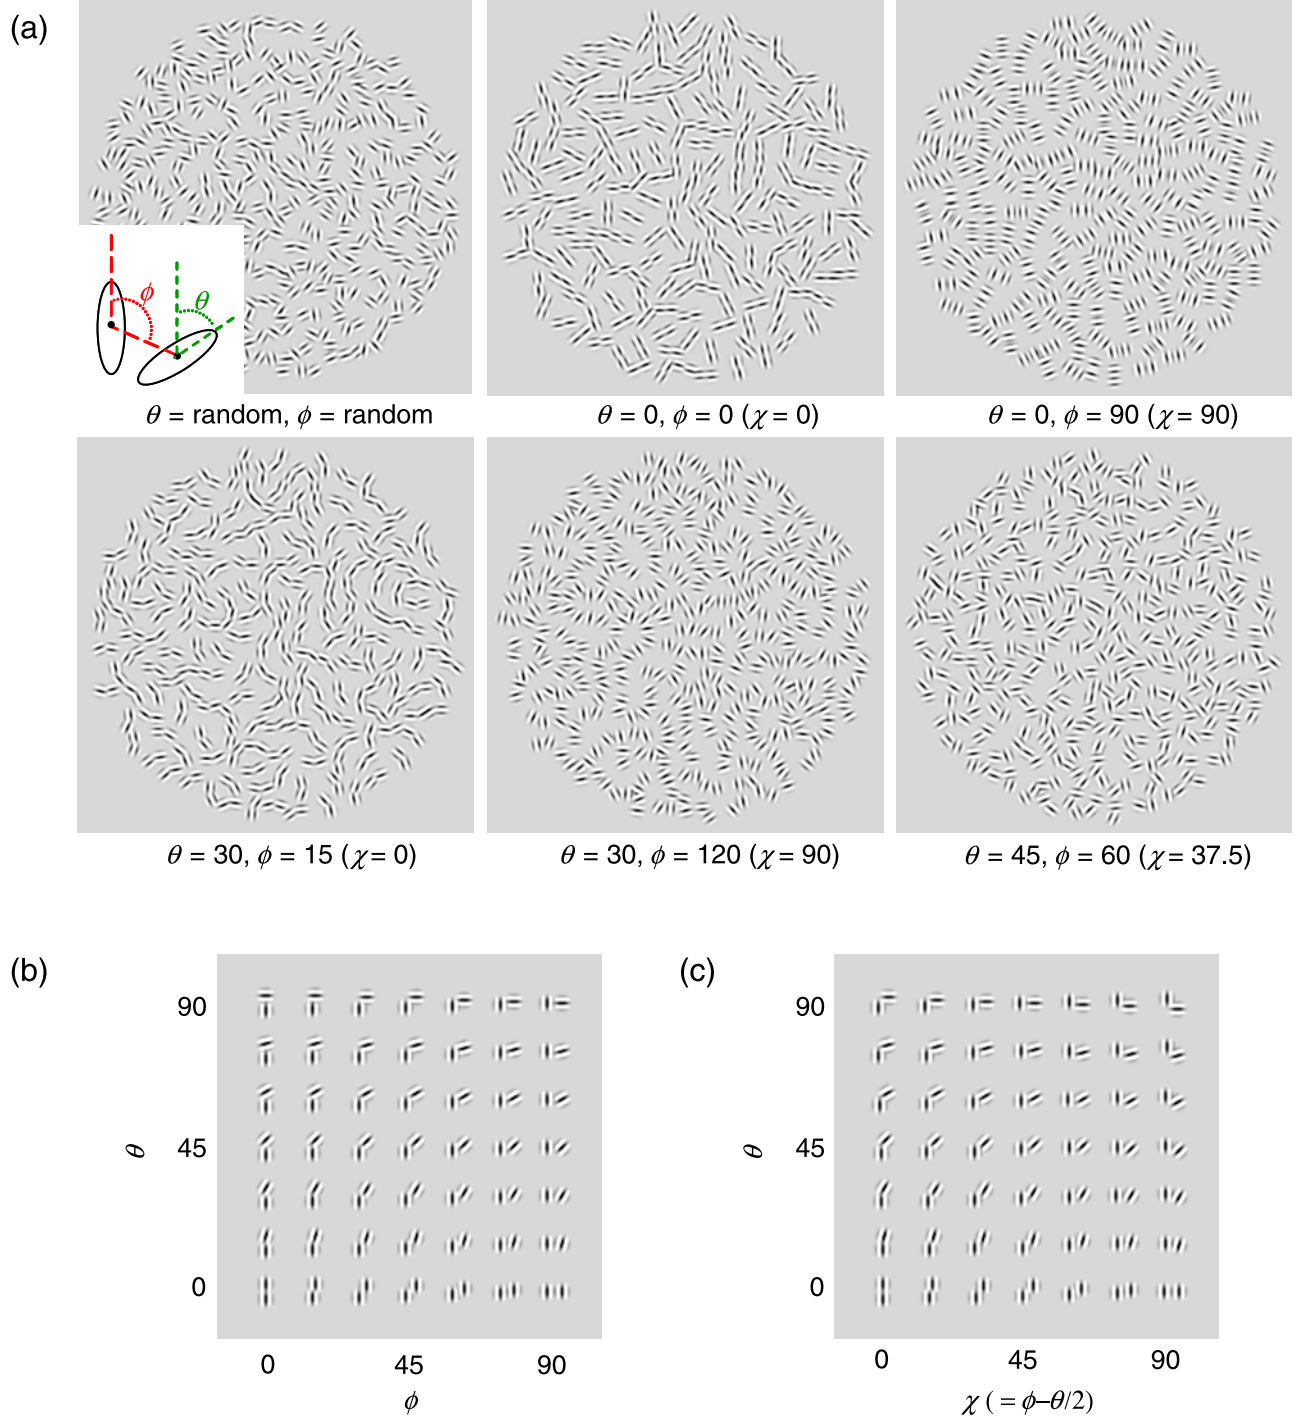 (a)
ϕ
θ
θ = random, ϕ = random
θ = 0, ϕ = 0 (χ = 0)
θ = 0, ϕ = 90 (χ = 90)
θ = 30, ϕ = 15 (χ = 0)
θ = 30, ϕ = 120 (χ = 90)
θ = 45, ϕ = 60 (χ = 37.5)
(b)
90
θ
45
0
0
45
90
ϕ
(c)
90
θ
45
0
0
45
90
χ ( = ϕ–θ/2)